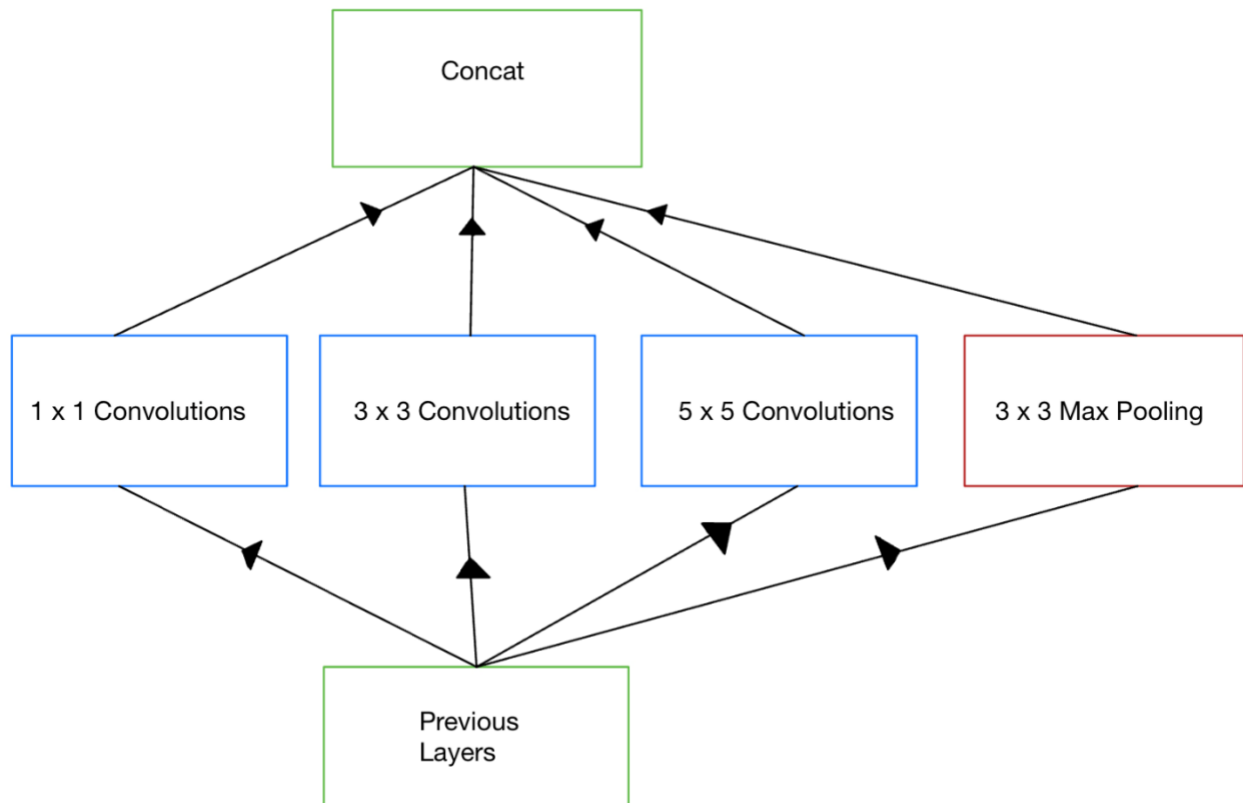 Concat
1 x 1 Convolutions
3 x 3 Convolutions
5 x 5 Convolutions
3 x 3 Max Pooling
Previous
Layers